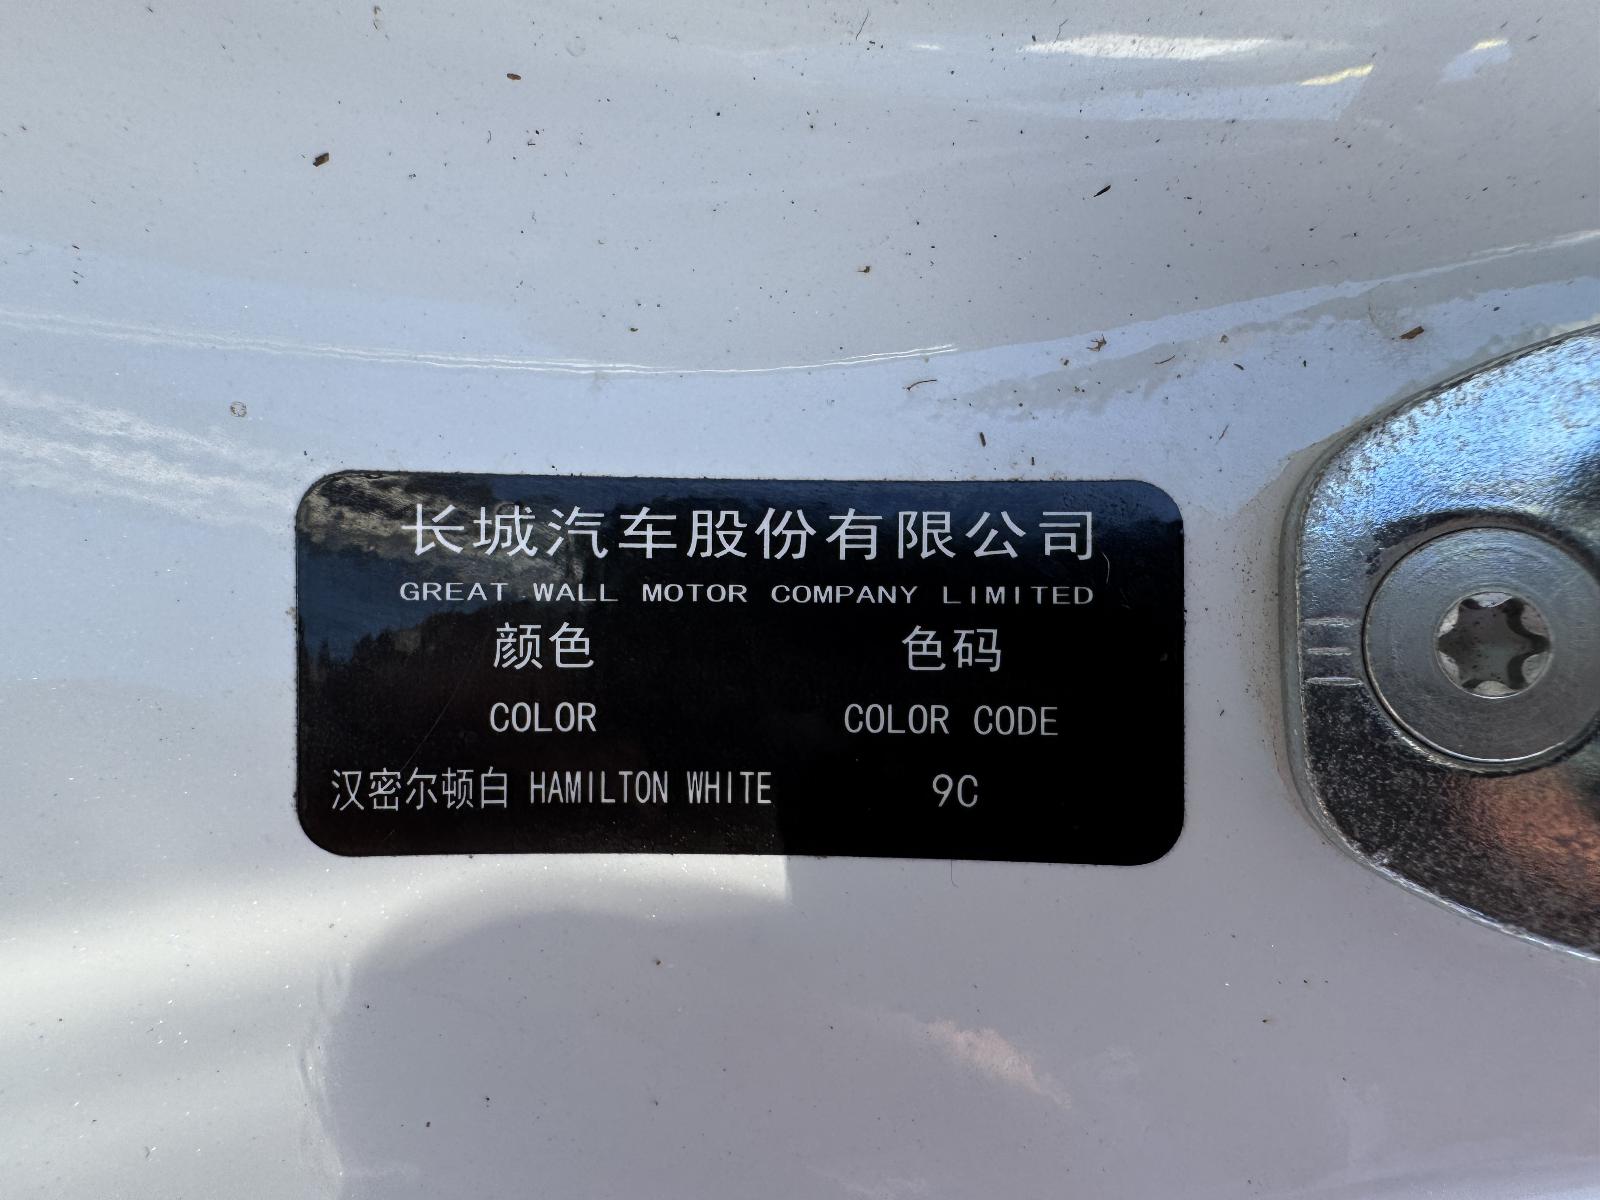 长城汽车股份有限公司
GREAT WALL MOTOR COMPANY LIMITED
颜色 色码
COLOR COLOR CODE
汉密尔顿白 HAMILTON WHITE 9C